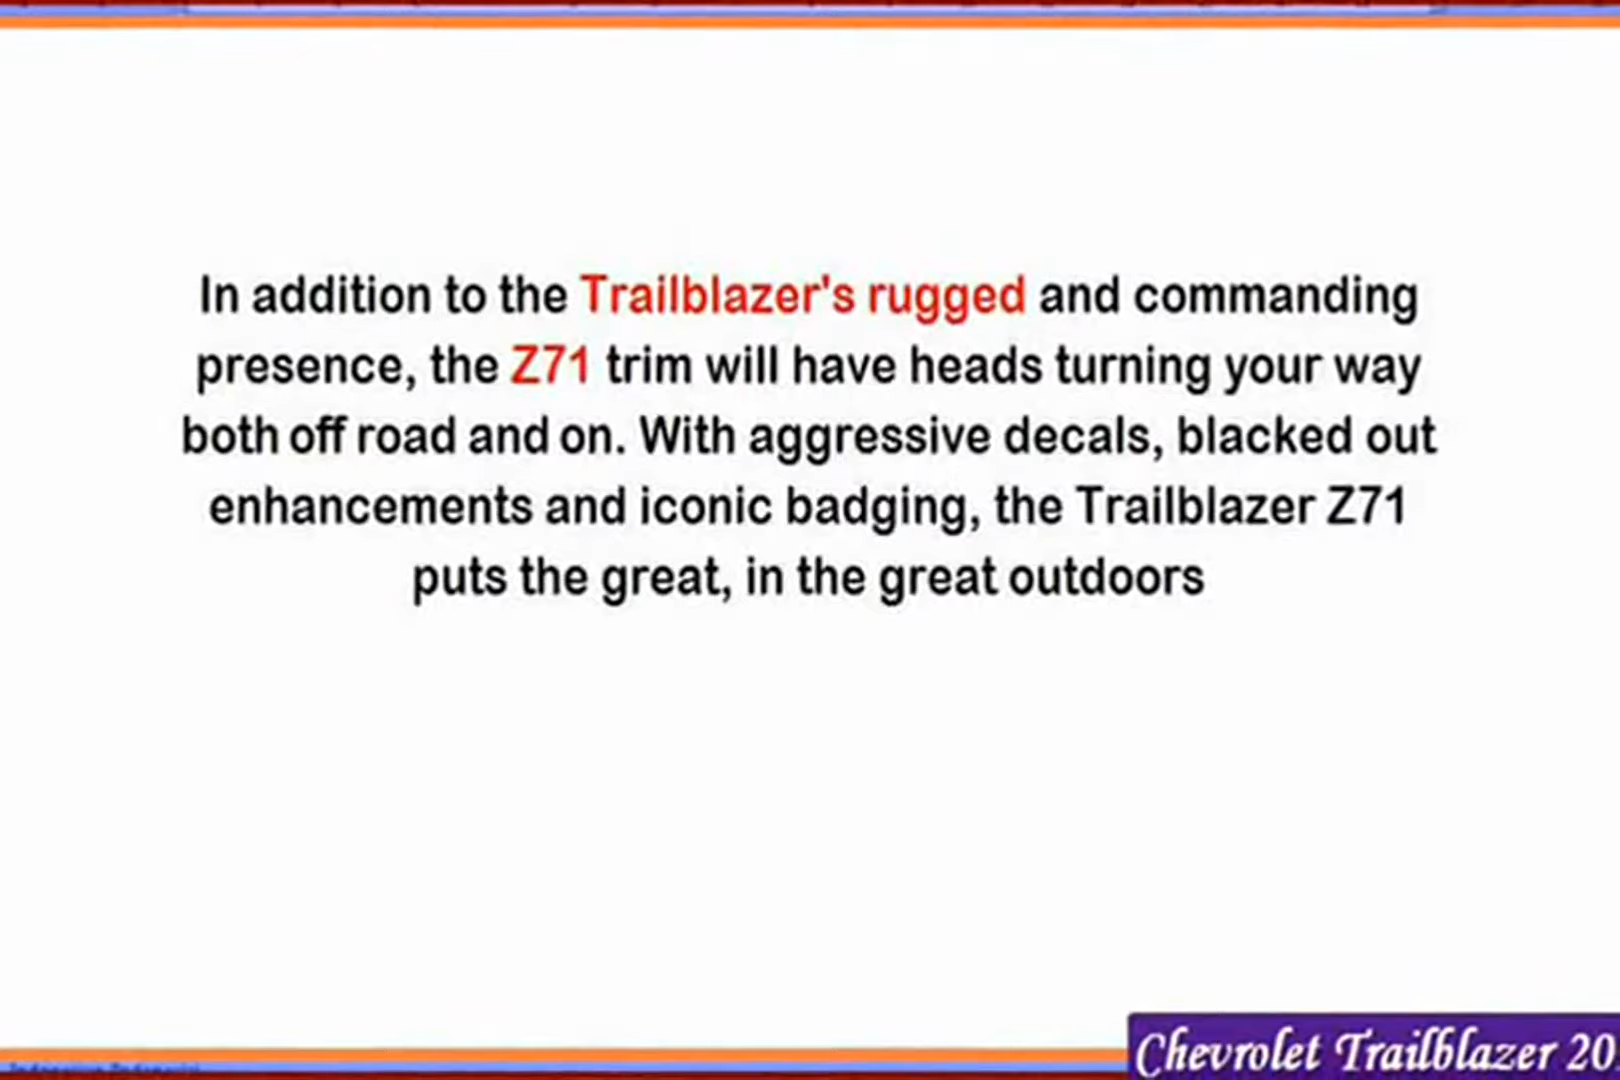 In addition to the Trailblazer's rugged and commanding
presence, the Z71 trim will have heads turning your way
both off road and on. With aggressive decals, blacked out
enhancements and iconic badging, the Trailblazer Z71
puts the great, in the great outdoors
Chevrolet Trailblazer 20